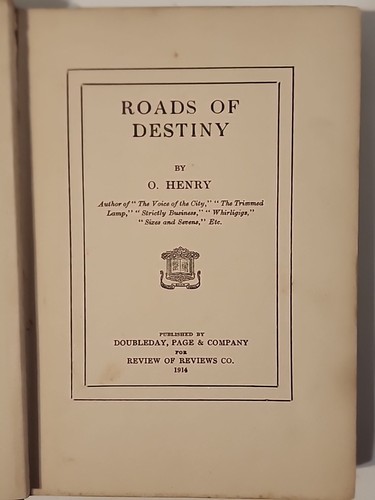 ROADS OF
DESTINY
BY
O. HENRY
Author of "The Voice of the City," "The Trimmed
Lamp," "Strictly Business," "Whirligigs,"
"Sixes and Sevens," Etc.
PUBLISHED BY
DOUBLEDAY, PAGE & COMPANY
FOR
REVIEW OF REVIEWS CO.
1914